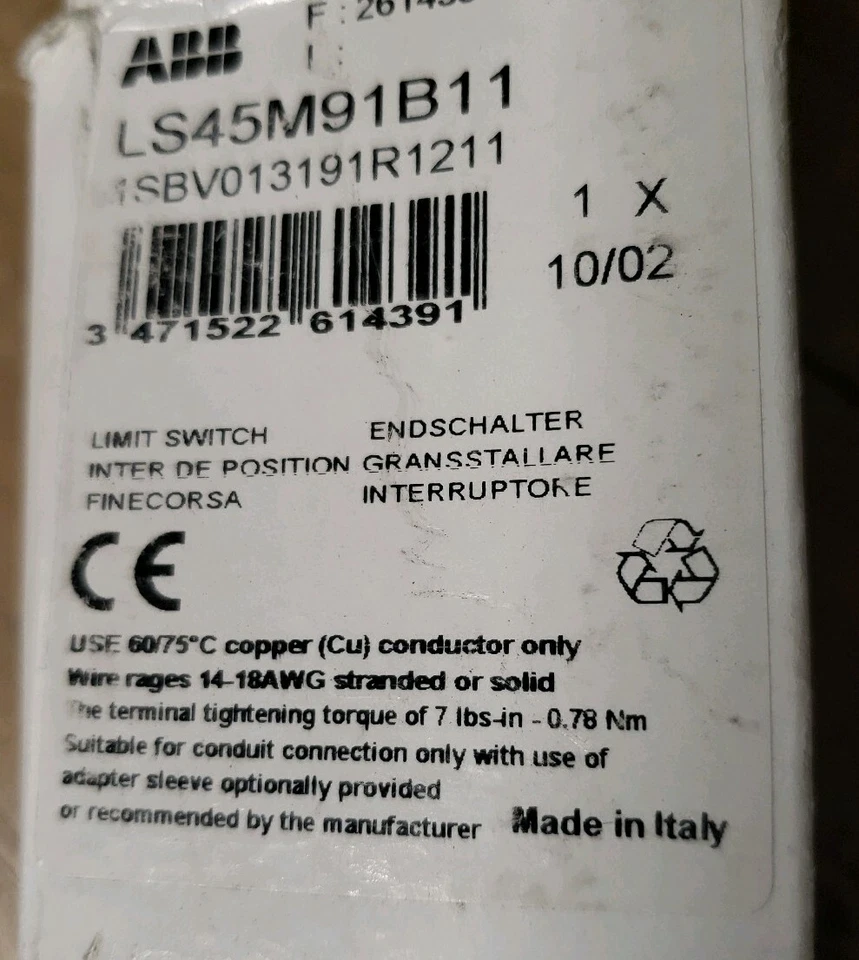 F : 261439
ABB
I :
LS45M91B11
1SBV013191R1211
1 X
10/02
3 471522 614391
LIMIT SWITCH ENDSCHALTER
INTER DE POSITION GRANSSTALLARE
FINECORSA INTERRUPTORE
CE
USE 60/75°C copper (Cu) conductor only
Wire rages 14-18AWG stranded or solid
The terminal tightening torque of 7 lbs-in - 0.78 Nm
Suitable for conduit connection only with use of
adapter sleeve optionally provided
or recommended by the manufacturer Made in Italy